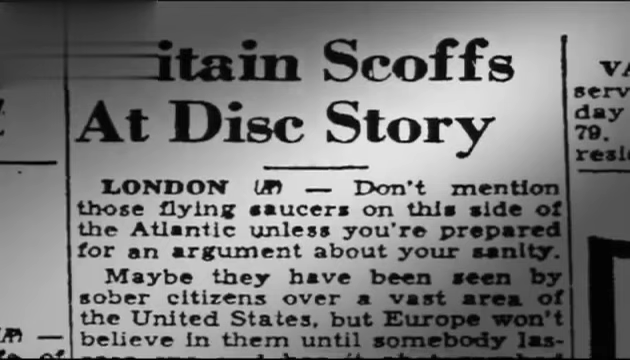 itain Scoffs
At Disc Story
LONDON (UP) — Don't mention
those flying saucers on this side of
the Atlantic unless you're prepared
for an argument about your sanity.
Maybe they have been seen by
sober citizens over a vast area of
the United States, but Europe won't
believe in them until somebody las-
VA
serv
day
79.
resi